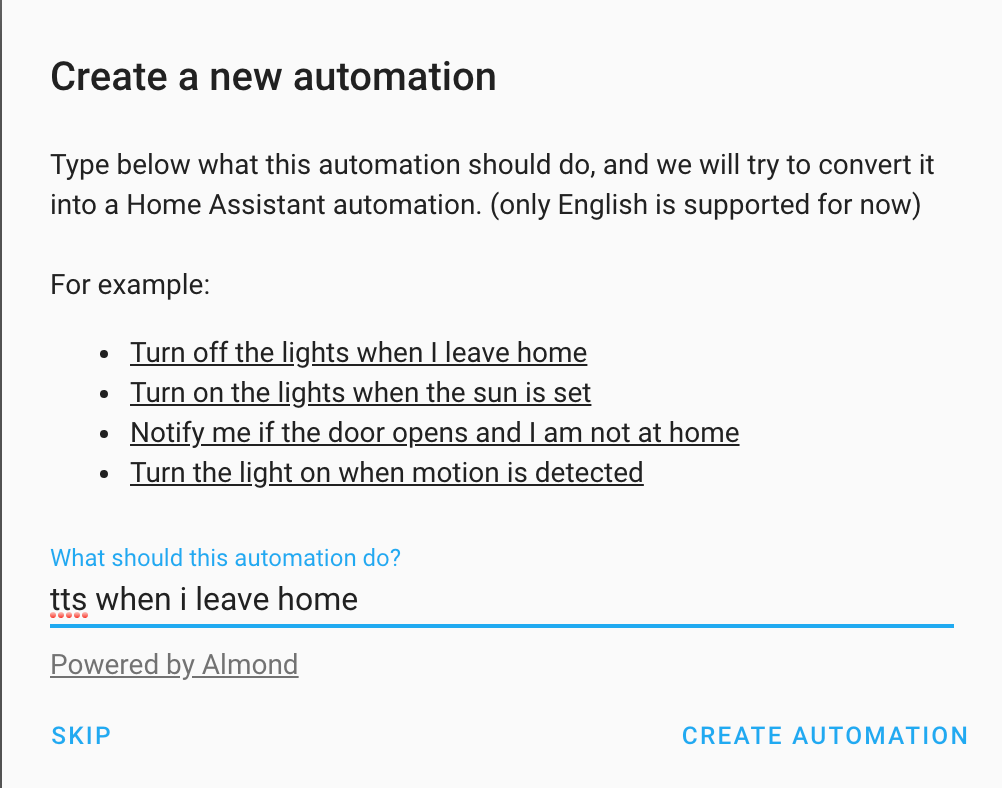 Create a new automation
Type below what this automation should do, and we will try to convert it
into a Home Assistant automation. (only English is supported for now)
For example:
• Turn off the lights when I leave home
• Turn on the lights when the sun is set
• Notify me if the door opens and I am not at home
• Turn the light on when motion is detected
What should this automation do?
tts when i leave home
Powered by Almond
SKIP
CREATE AUTOMATION